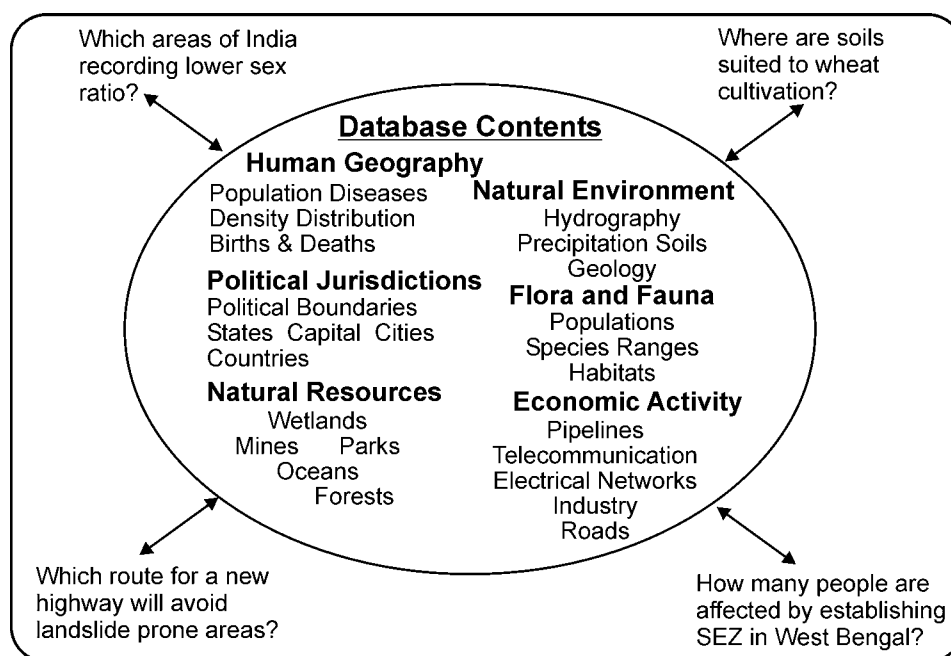 Which areas of India
recording lower sex
ratio?
Where are soils
suited to wheat
cultivation?
Database Contents
Human Geography
Population Diseases
Density Distribution
Births & Deaths
Political Jurisdictions
Political Boundaries
States Capital Cities
Countries
Natural Resources
Wetlands
Mines Parks
Oceans
Forests
Natural Environment
Hydrography
Precipitation Soils
Geology
Flora and Fauna
Populations
Species Ranges
Habitats
Economic Activity
Pipelines
Telecommunication
Electrical Networks
Industry
Roads
Which route for a new
highway will avoid
landslide prone areas?
How many people are
affected by establishing
SEZ in West Bengal?